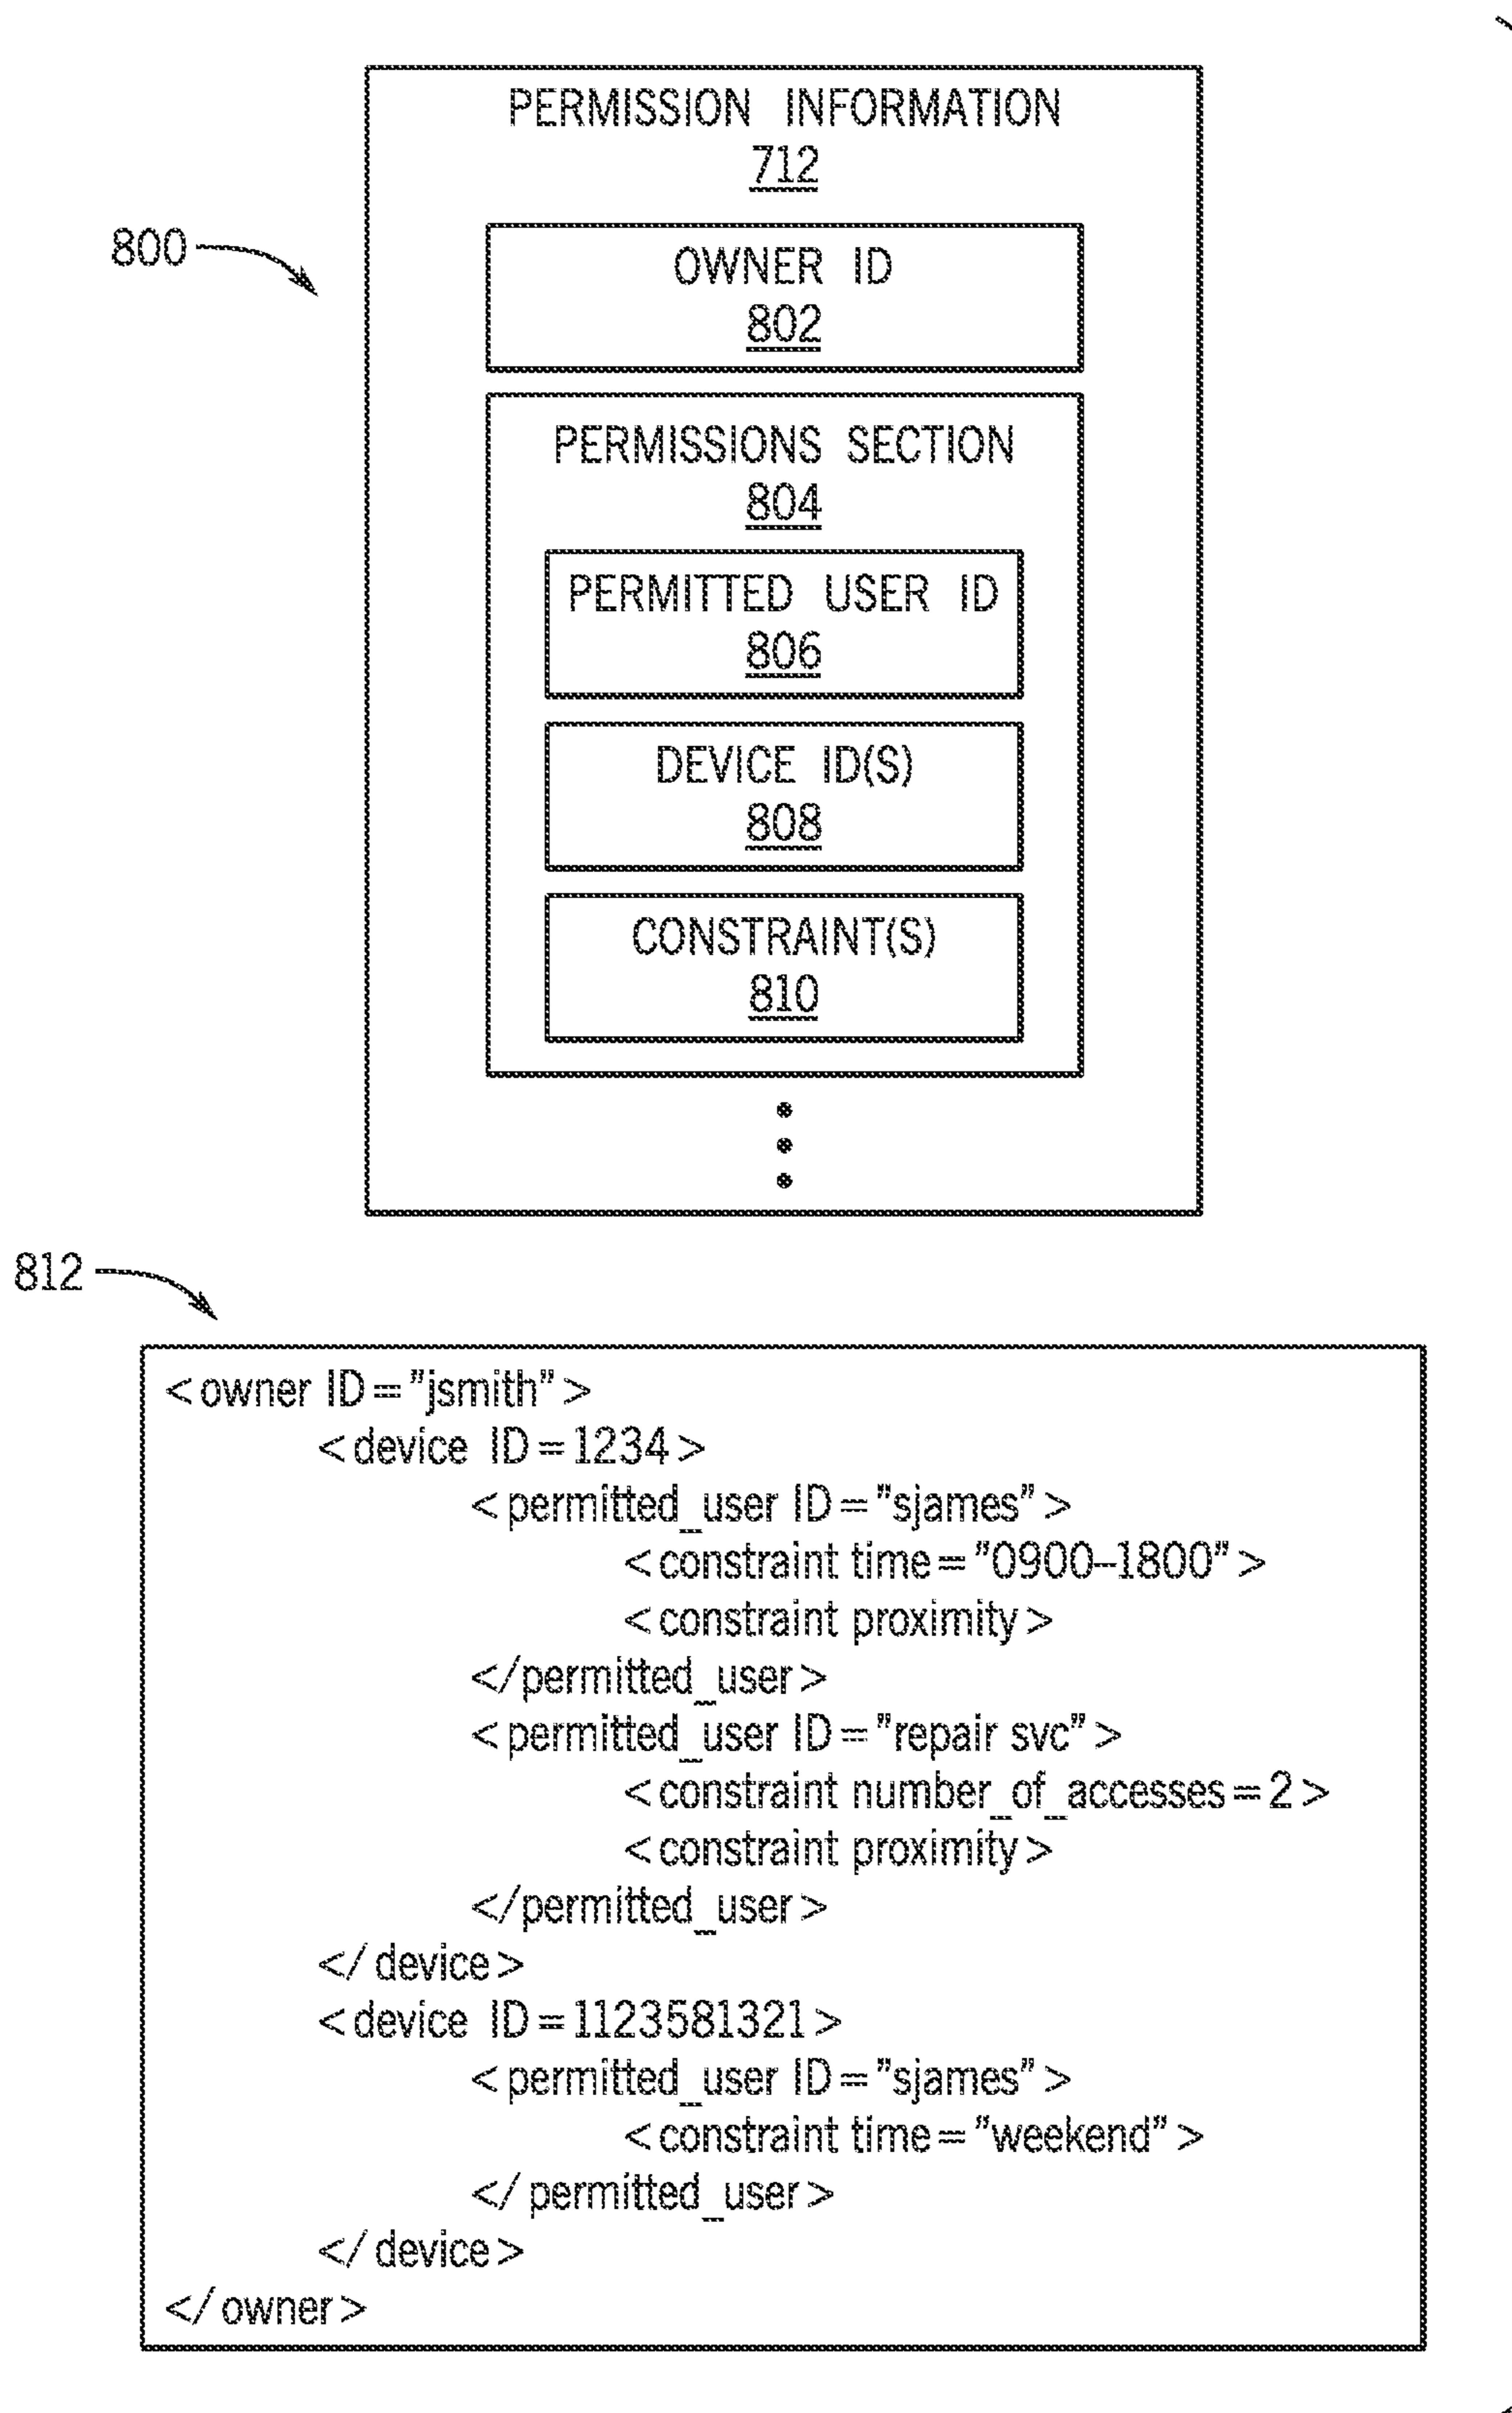 PERMISSION INFORMATION
712
800
OWNER ID
802
PERMISSIONS SECTION
804
PERMITTED USER ID
806
DEVICE ID(S)
808
CONSTRAINT(S)
810
812
<owner ID="jsmith">
<device ID=1234>
<permitted_user ID="sjames">
<constraint time="0900–1800">
<constraint proximity>
</permitted_user>
<permitted_user ID="repair svc">
<constraint number_of_accesses=2>
<constraint proximity>
</permitted_user>
</device>
<device ID=1123581321>
<permitted_user ID="sjames">
<constraint time="weekend">
</permitted_user>
</device>
</owner>